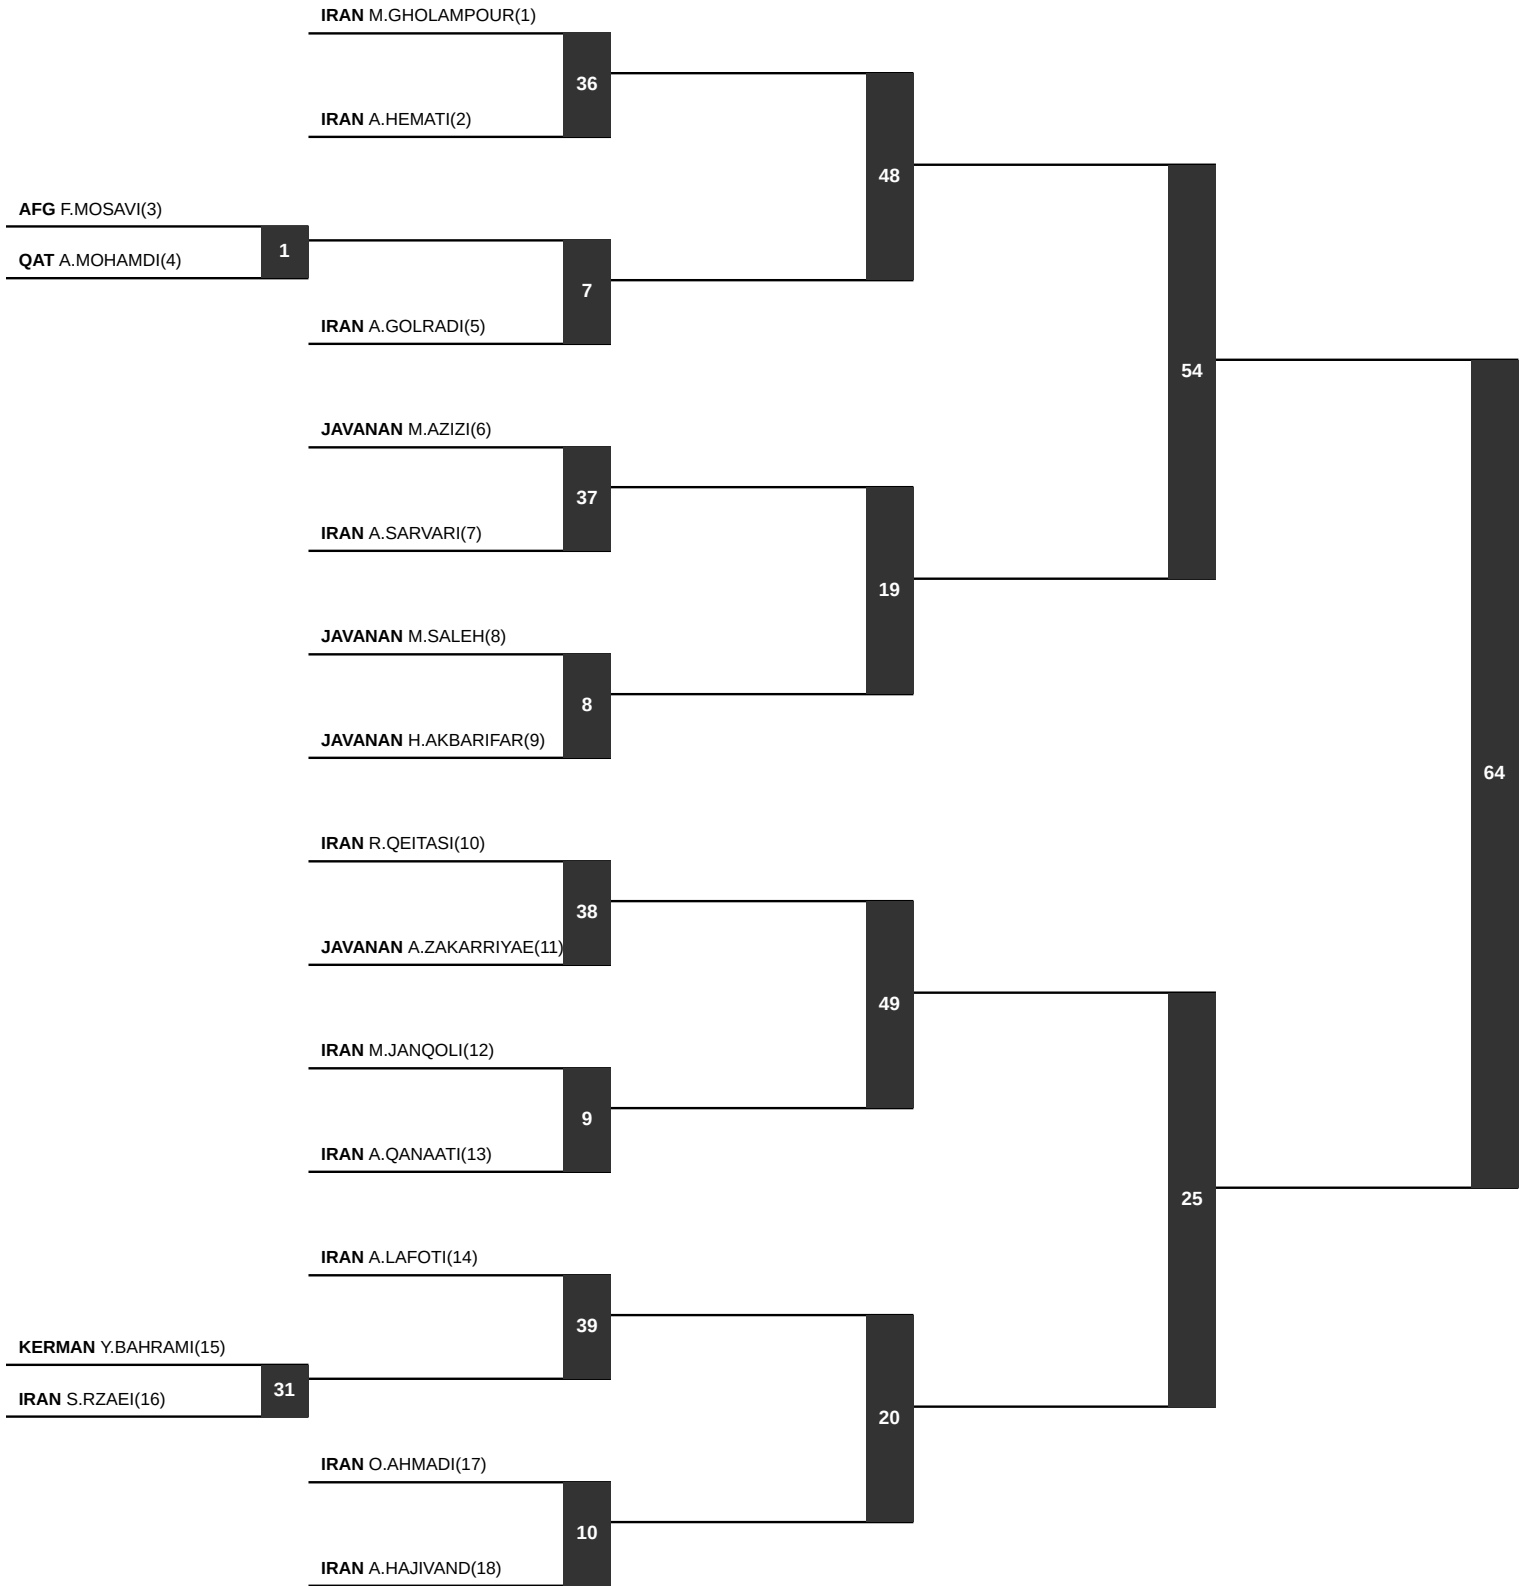 IRAN M.GHOLAMPOUR(1)
36
IRAN A.HEMATI(2)
48
AFG F.MOSAVI(3)
1
QAT A.MOHAMDI(4)
7
IRAN A.GOLRADI(5)
54
JAVANAN M.AZIZI(6)
37
IRAN A.SARVARI(7)
19
JAVANAN M.SALEH(8)
8
JAVANAN H.AKBARIFAR(9)
64
IRAN R.QEITASI(10)
38
JAVANAN A.ZAKARRIYAE(11)
49
IRAN M.JANQOLI(12)
9
IRAN A.QANAATI(13)
25
IRAN A.LAFOTI(14)
39
KERMAN Y.BAHRAMI(15)
31
IRAN S.RZAEI(16)
20
IRAN O.AHMADI(17)
10
IRAN A.HAJIVAND(18)